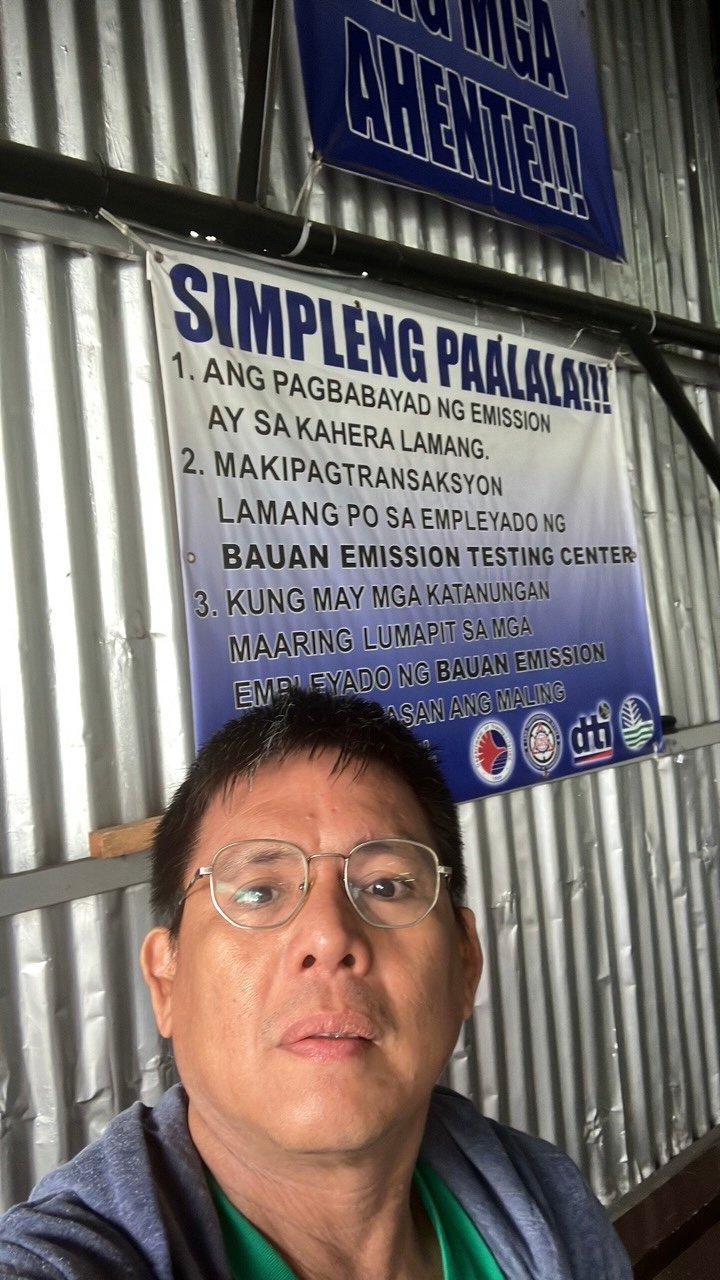 MGA
AHENTE!!!
SIMPLENG PAALALA!!!
1. ANG PAGBABAYAD NG EMISSION
AY SA KAHERA LAMANG.
2. MAKIPAGTRANSAKSYON
LAMANG PO SA EMPLEYADO NG
BAUAN EMISSION TESTING CENTER
3. KUNG MAY MGA KATANUNGAN
MAARING LUMAPIT SA MGA
EMPLEYADO NG BAUAN EMISSION
ANG MALING
dti